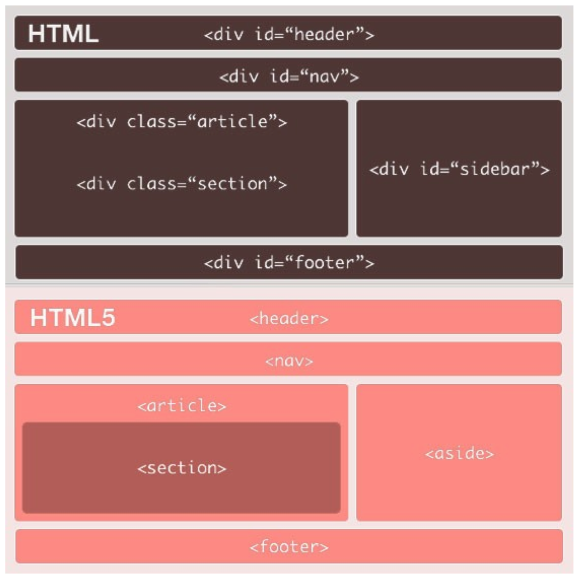 HTML <div id=“header”>
<div id=“nav”>
<div class=“article”>
<div class=“section”>
<div id=“sidebar”>
<div id=“footer”>
HTML5 <header>
<nav>
<article>
<section>
<aside>
<footer>